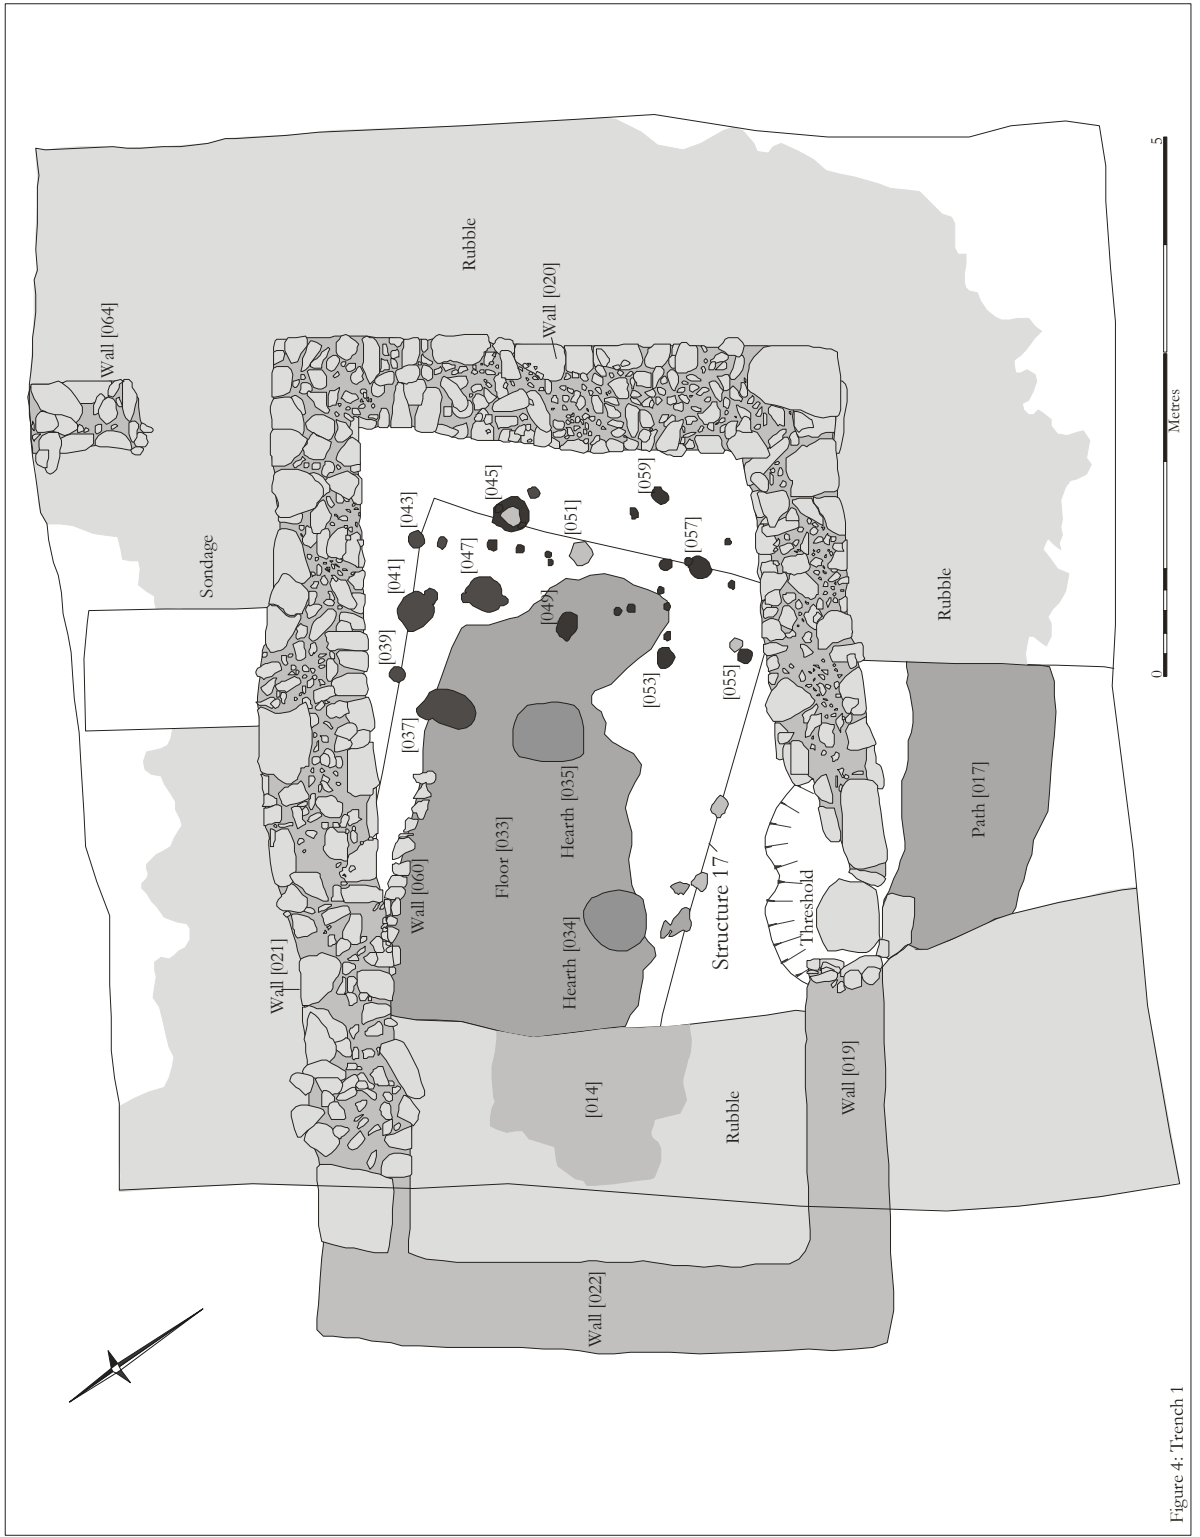 Wall [064]
Rubble
Wall [020]
Sondage
[043]
[045]
[059]
[051]
[041]
[047]
[057]
[039]
[049]
[037]
[053]
[055]
Rubble
5
Metres
0
Wall [060]
Floor [033]
Hearth [035]
Hearth [034]
Structure 17
Threshold
Path [017]
Wall [021]
[014]
Rubble
Wall [019]
Wall [022]
Figure 4: Trench 1